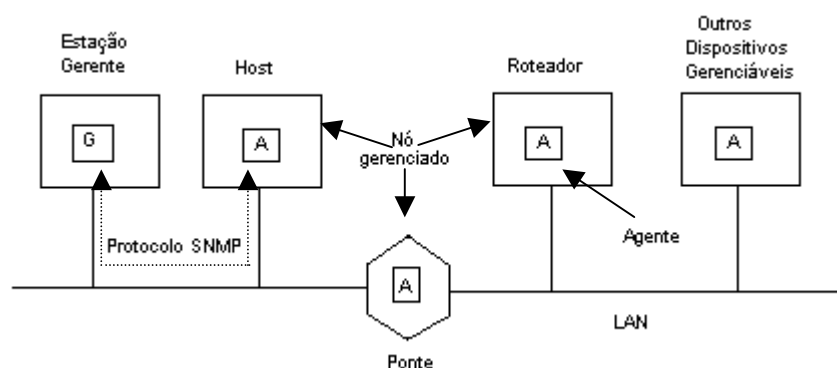 Estação
Gerente
Host
Roteador
Outros
Dispositivos
Gerenciáveis
G
A
Nó
gerenciado
A
A
Protocolo SNMP
Agente
A
LAN
Ponte